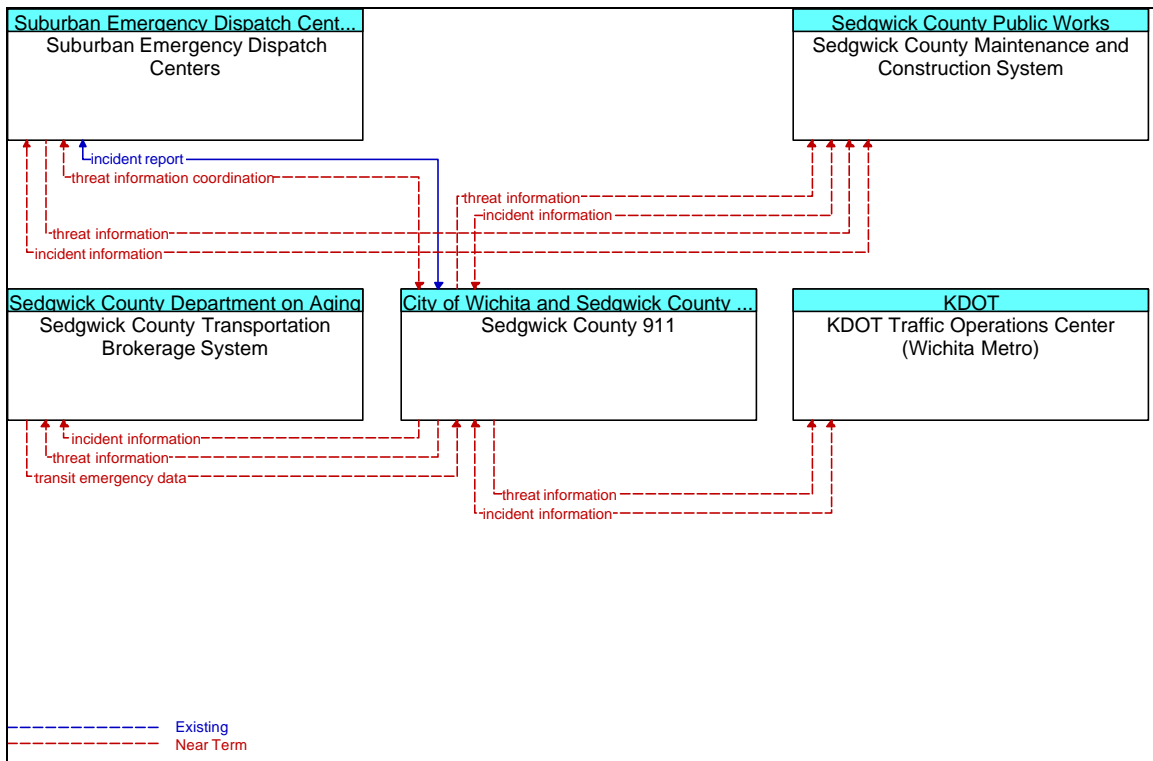 Suburban Emergency Dispatch Cent...
Suburban Emergency Dispatch
Centers
Sedgwick County Public Works
Sedgwick County Maintenance and
Construction System
incident report
threat information coordination
threat information
incident information
threat information
incident information
Sedgwick County Department on Aging
Sedgwick County Transportation
Brokerage System
City of Wichita and Sedgwick County ...
Sedgwick County 911
KDOT
KDOT Traffic Operations Center
(Wichita Metro)
incident information
threat information
transit emergency data
threat information
incident information
Existing
Near Term